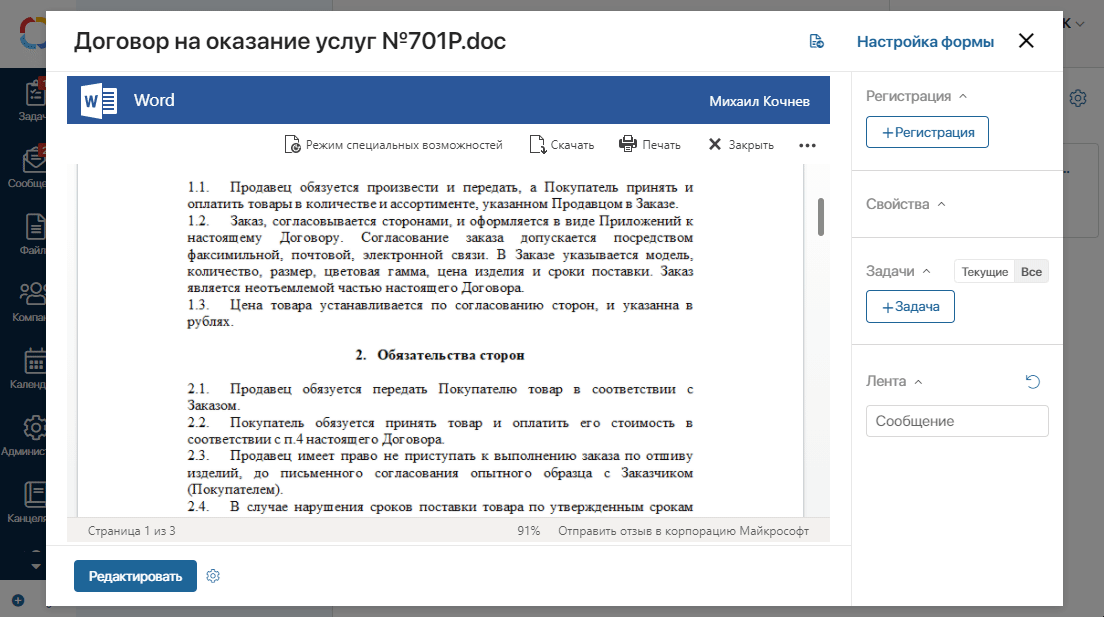 Договор на оказание услуг №701P.doc
Настройка формы
Word
Михаил Кочнев
Режим специальных возможностей
Скачать
Печать
Закрыть
1.1. Продавец обязуется произвести и передать, а Покупатель принять и
оплатить товары в количестве и ассортименте, указанном Продавцом в Заказе.
1.2. Заказ, согласовывается сторонами, и оформляется в виде Приложений к
настоящему Договору. Согласование заказа допускается посредством
факсимильной, почтовой, электронной связи. В Заказе указывается модель,
количество, размер, цветовая гамма, цена изделия и сроки поставки. Заказ
является неотъемлемой частью настоящего Договора.
1.3. Цена товара устанавливается по согласованию сторон, и указанна в
рублях.
2. Обязательства сторон
2.1. Продавец обязуется передать Покупателю товар в соответствии с
Заказом.
2.2. Покупатель обязуется принять товар и оплатить его стоимость в
соответствии с п.4 настоящего Договора.
2.3. Продавец имеет право не приступать к выполнению заказа по отшиву
изделий, до письменного согласования опытного образца с Заказчиком
(Покупателем).
2.4. В случае нарушения сроков поставки товара по утвержденным срокам
Страница 1 из 3
91%
Отправить отзыв в корпорацию Майкрософт
Редактировать
Регистрация
+Регистрация
Свойства
Задачи
Текущие
Все
+Задача
Лента
Сообщение